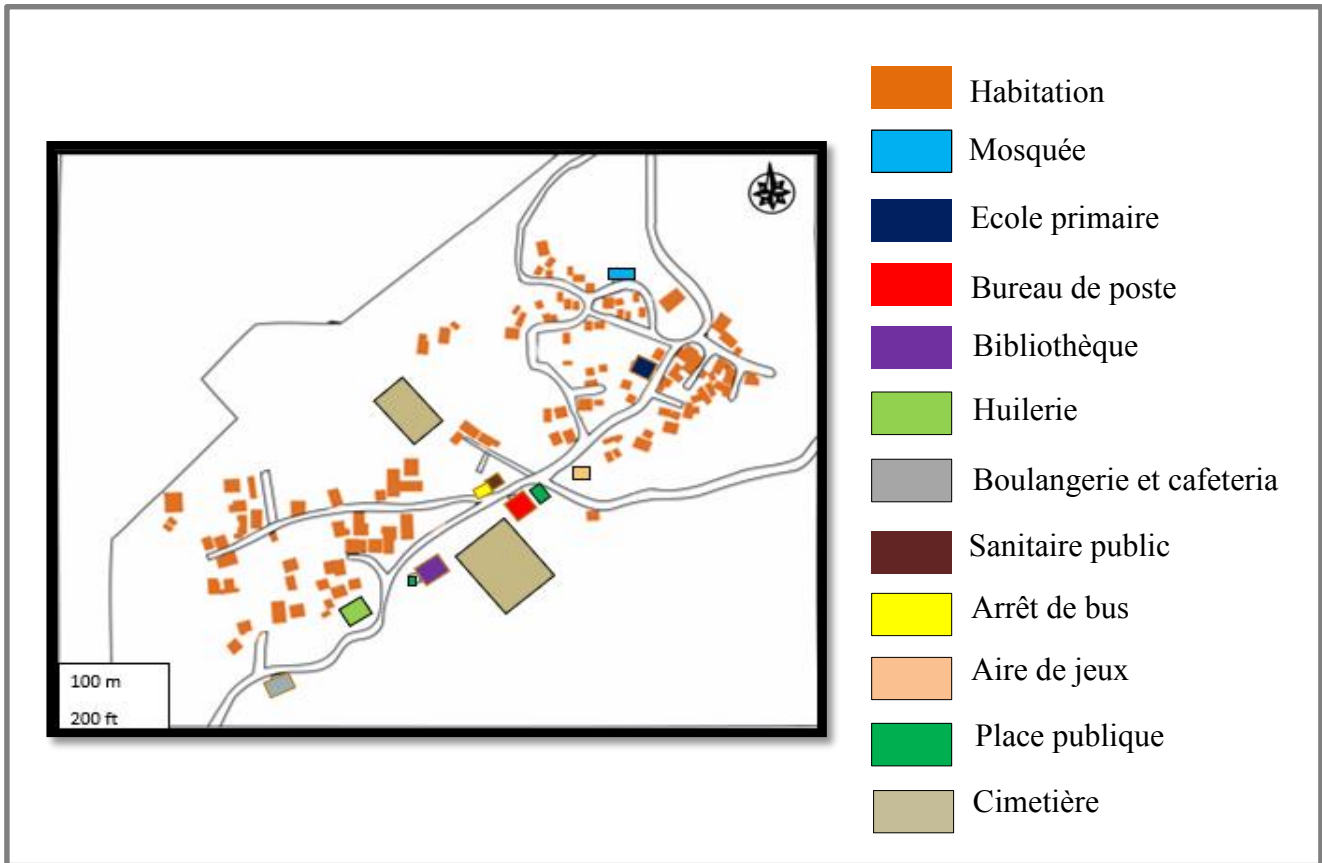 Habitation
Mosquée
Ecole primaire
Bureau de poste
Bibliothèque
Huilerie
Boulangerie et cafeteria
Sanitaire public
Arrêt de bus
Aire de jeux
Place publique
Cimetière
100 m
200 ft